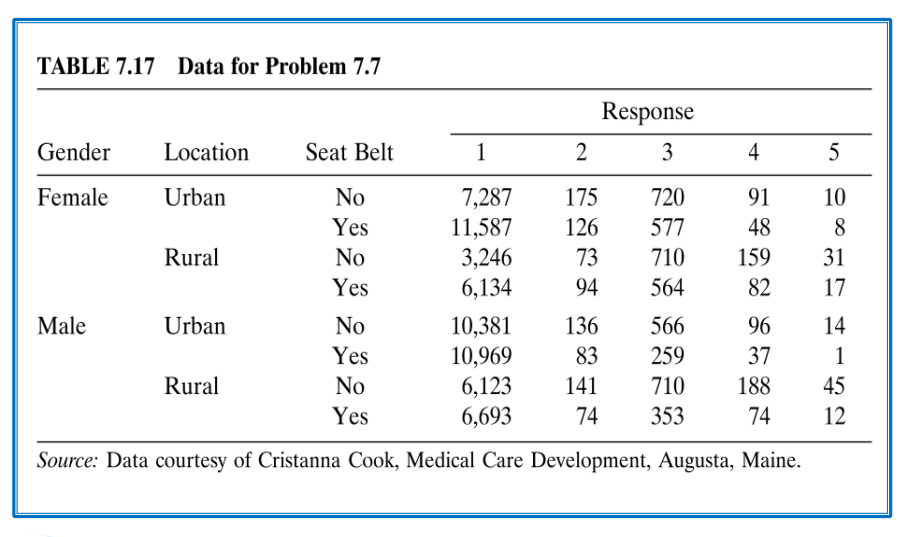 TABLE 7.17 Data for Problem 7.7
Response
Gender Location Seat Belt 1 2 3 4 5
Female Urban No 7,287 175 720 91 10
Yes 11,587 126 577 48 8
Rural No 3,246 73 710 159 31
Yes 6,134 94 564 82 17
Male Urban No 10,381 136 566 96 14
Yes 10,969 83 259 37 1
Rural No 6,123 141 710 188 45
Yes 6,693 74 353 74 12
Source: Data courtesy of Cristanna Cook, Medical Care Development, Augusta, Maine.